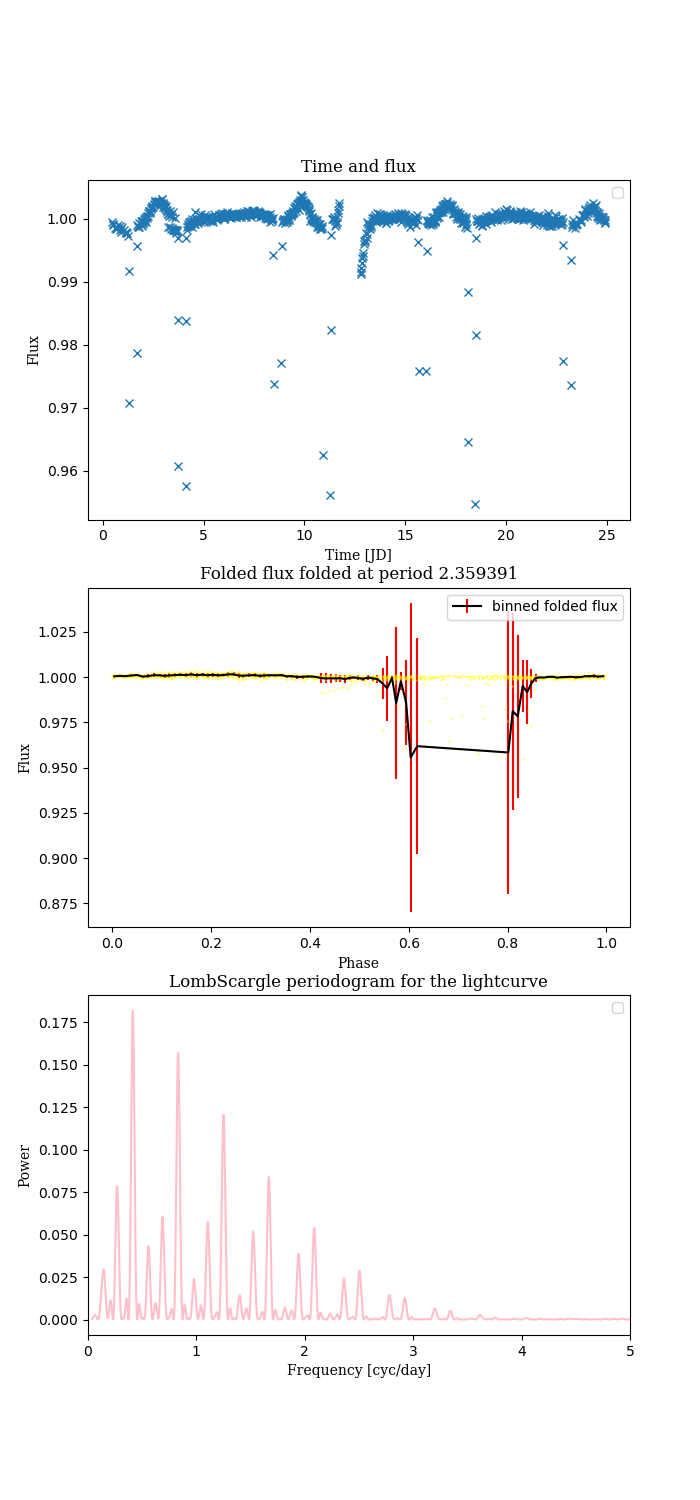 Time and flux
1.00
0.99
0.98
0.97
0.96
Flux
0 5 10 15 20 25
Time [JD]
Folded flux folded at period 2.359391
binned folded flux
1.025
1.000
0.975
0.950
0.925
0.900
0.875
Flux
0.0 0.2 0.4 0.6 0.8 1.0
Phase
LombScargle periodogram for the lightcurve
0.175
0.150
0.125
0.100
0.075
0.050
0.025
0.000
Power
0 1 2 3 4 5
Frequency [cyc/day]